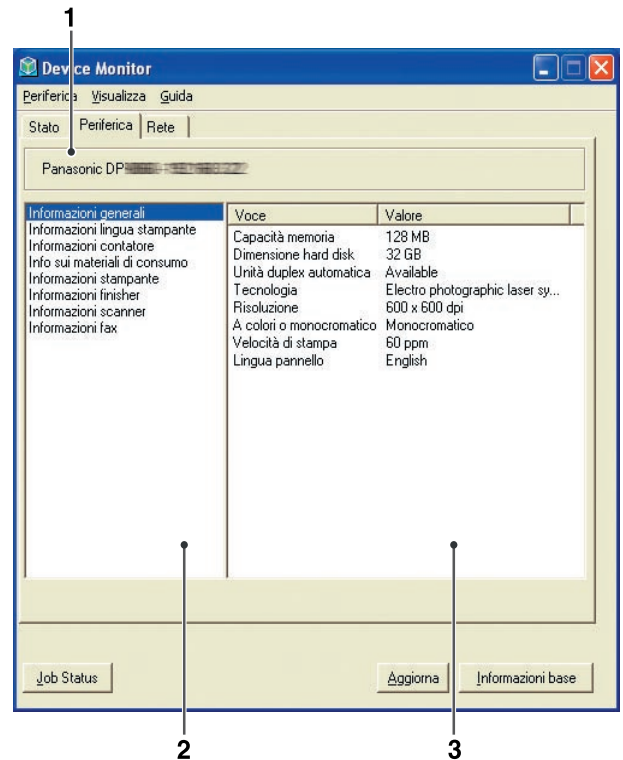 1
Device Monitor
Periferica Visualizza Guida
Stato Periferica Rete
Panasonic DP
Informazioni generali
Informazioni lingua stampante
Informazioni contatore
Info sui materiali di consumo
Informazioni stampante
Informazioni finisher
Informazioni scanner
Informazioni fax
Voce Valore
Capacità memoria 128 MB
Dimensione hard disk 32 GB
Unità duplex automatica Available
Tecnologia Electro photographic laser sy...
Risoluzione 600 x 600 dpi
A colori o monocromatico Monocromatico
Velocità di stampa 60 ppm
Lingua pannello English
Job Status Aggiorna Informazioni base
2 3